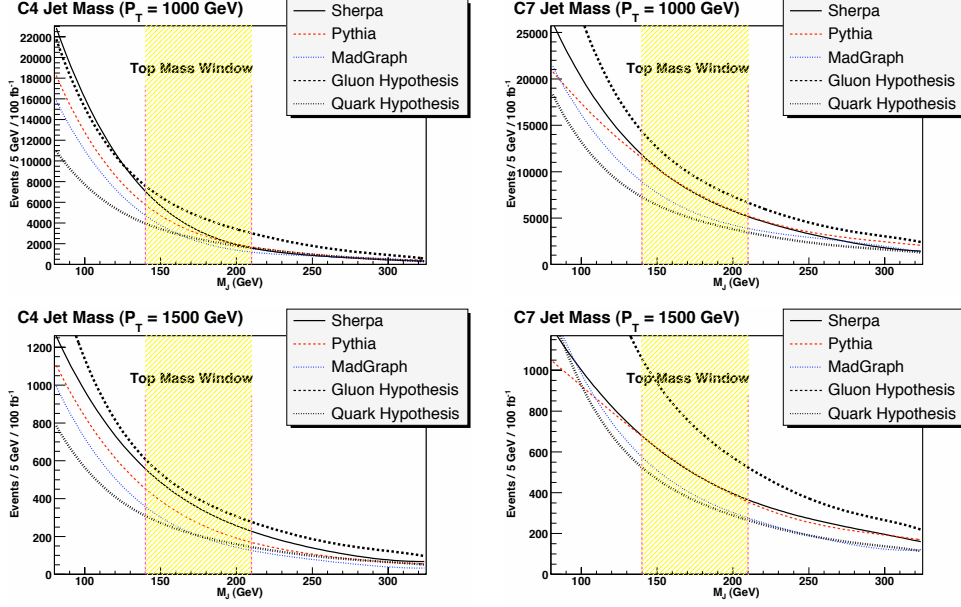 C4 Jet Mass (P_T = 1000 GeV)
Sherpa
Pythia
MadGraph
Gluon Hypothesis
Quark Hypothesis
Top Mass Window
Events / 5 GeV / 100 fb⁻¹
22000
20000
18000
16000
14000
12000
10000
8000
6000
4000
2000
0
100 150 200 250 300
M_J (GeV)
C7 Jet Mass (P_T = 1000 GeV)
Sherpa
Pythia
MadGraph
Gluon Hypothesis
Quark Hypothesis
Top Mass Window
Events / 5 GeV / 100 fb⁻¹
25000
20000
15000
10000
5000
0
100 150 200 250 300
M_J (GeV)
C4 Jet Mass (P_T = 1500 GeV)
Sherpa
Pythia
MadGraph
Gluon Hypothesis
Quark Hypothesis
Top Mass Window
Events / 5 GeV / 100 fb⁻¹
1200
1000
800
600
400
200
0
100 150 200 250 300
M_J (GeV)
C7 Jet Mass (P_T = 1500 GeV)
Sherpa
Pythia
MadGraph
Gluon Hypothesis
Quark Hypothesis
Top Mass Window
Events / 5 GeV / 100 fb⁻¹
1000
800
600
400
200
0
100 150 200 250 300
M_J (GeV)